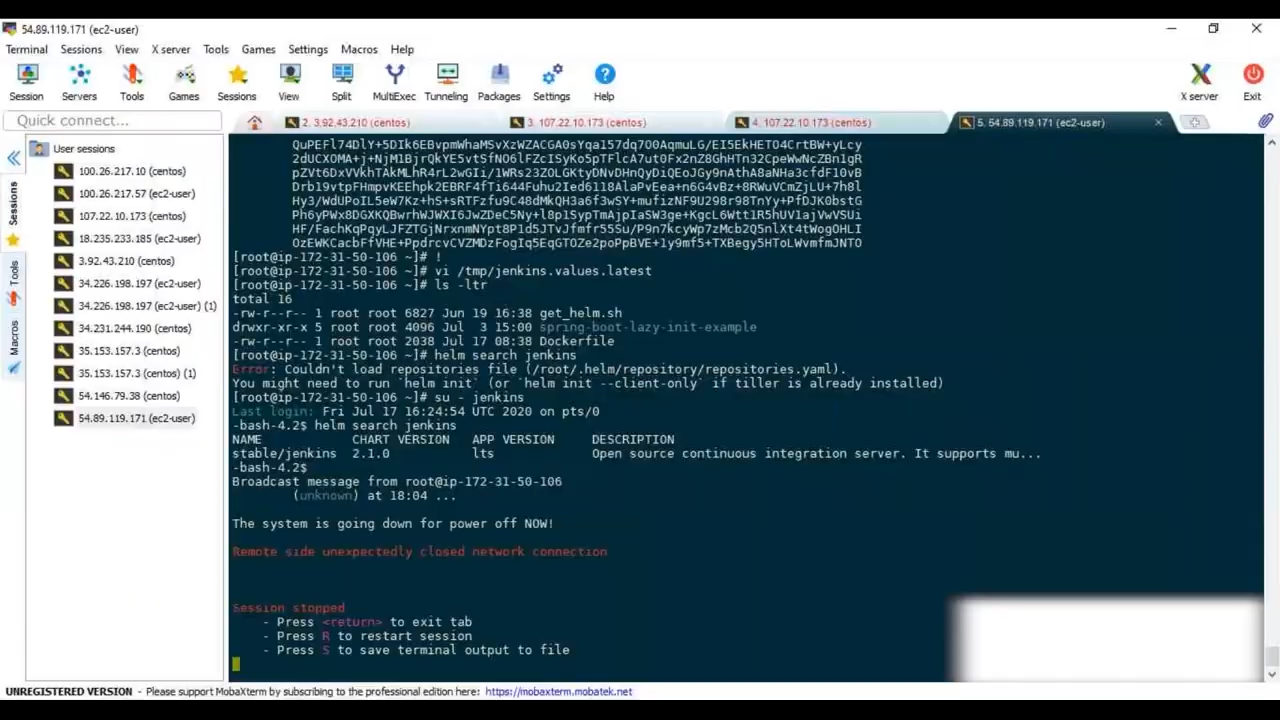 54.89.119.171 (ec2-user)
Terminal Sessions View X server Tools Games Settings Macros Help
Session Servers Tools Games Sessions View Split MultiExec Tunneling Packages Settings Help X server Exit
Quick connect...
2. 3.92.43.210 (centos) 3. 107.22.10.173 (centos) 4. 107.22.10.173 (centos) 5. 54.89.119.171 (ec2-user)
Sessions
Tools
Macros
User sessions
100.26.217.10 (centos)
100.26.217.57 (ec2-user)
107.22.10.173 (centos)
18.235.233.185 (ec2-user)
3.92.43.210 (centos)
34.226.198.197 (ec2-user)
34.226.198.197 (ec2-user) (1)
34.231.244.190 (centos)
35.153.157.3 (centos)
35.153.157.3 (centos) (1)
54.146.79.38 (centos)
54.89.119.171 (ec2-user)
[root@ip-172-31-50-106 ~]# !
[root@ip-172-31-50-106 ~]# vi /tmp/jenkins.values.latest
[root@ip-172-31-50-106 ~]# ls -ltr
total 16
-rw-r--r-- 1 root root 6827 Jun 19 16:38 get_helm.sh
drwxr-xr-x 5 root root 4096 Jul  3 15:00 spring-boot-lazy-init-example
-rw-r--r-- 1 root root 2038 Jul 17 08:38 Dockerfile
[root@ip-172-31-50-106 ~]# helm search jenkins
Error: Couldn't load repositories file (/root/.helm/repository/repositories.yaml).
You might need to run `helm init` (or `helm init --client-only` if tiller is already installed)
[root@ip-172-31-50-106 ~]# su - jenkins
Last login: Fri Jul 17 16:24:54 UTC 2020 on pts/0
-bash-4.2$ helm search jenkins
NAME CHART VERSION APP VERSION DESCRIPTION
stable/jenkins 2.1.0 lts Open source continuous integration server. It supports mu...
-bash-4.2$
Broadcast message from root@ip-172-31-50-106
(unknown) at 18:04 ...
The system is going down for power off NOW!
Remote side unexpectedly closed network connection
Session stopped
- Press <return> to exit tab
- Press R to restart session
- Press S to save terminal output to file
UNREGISTERED VERSION - Please support MobaXterm by subscribing to the professional edition here: https://mobaxterm.mobatek.net